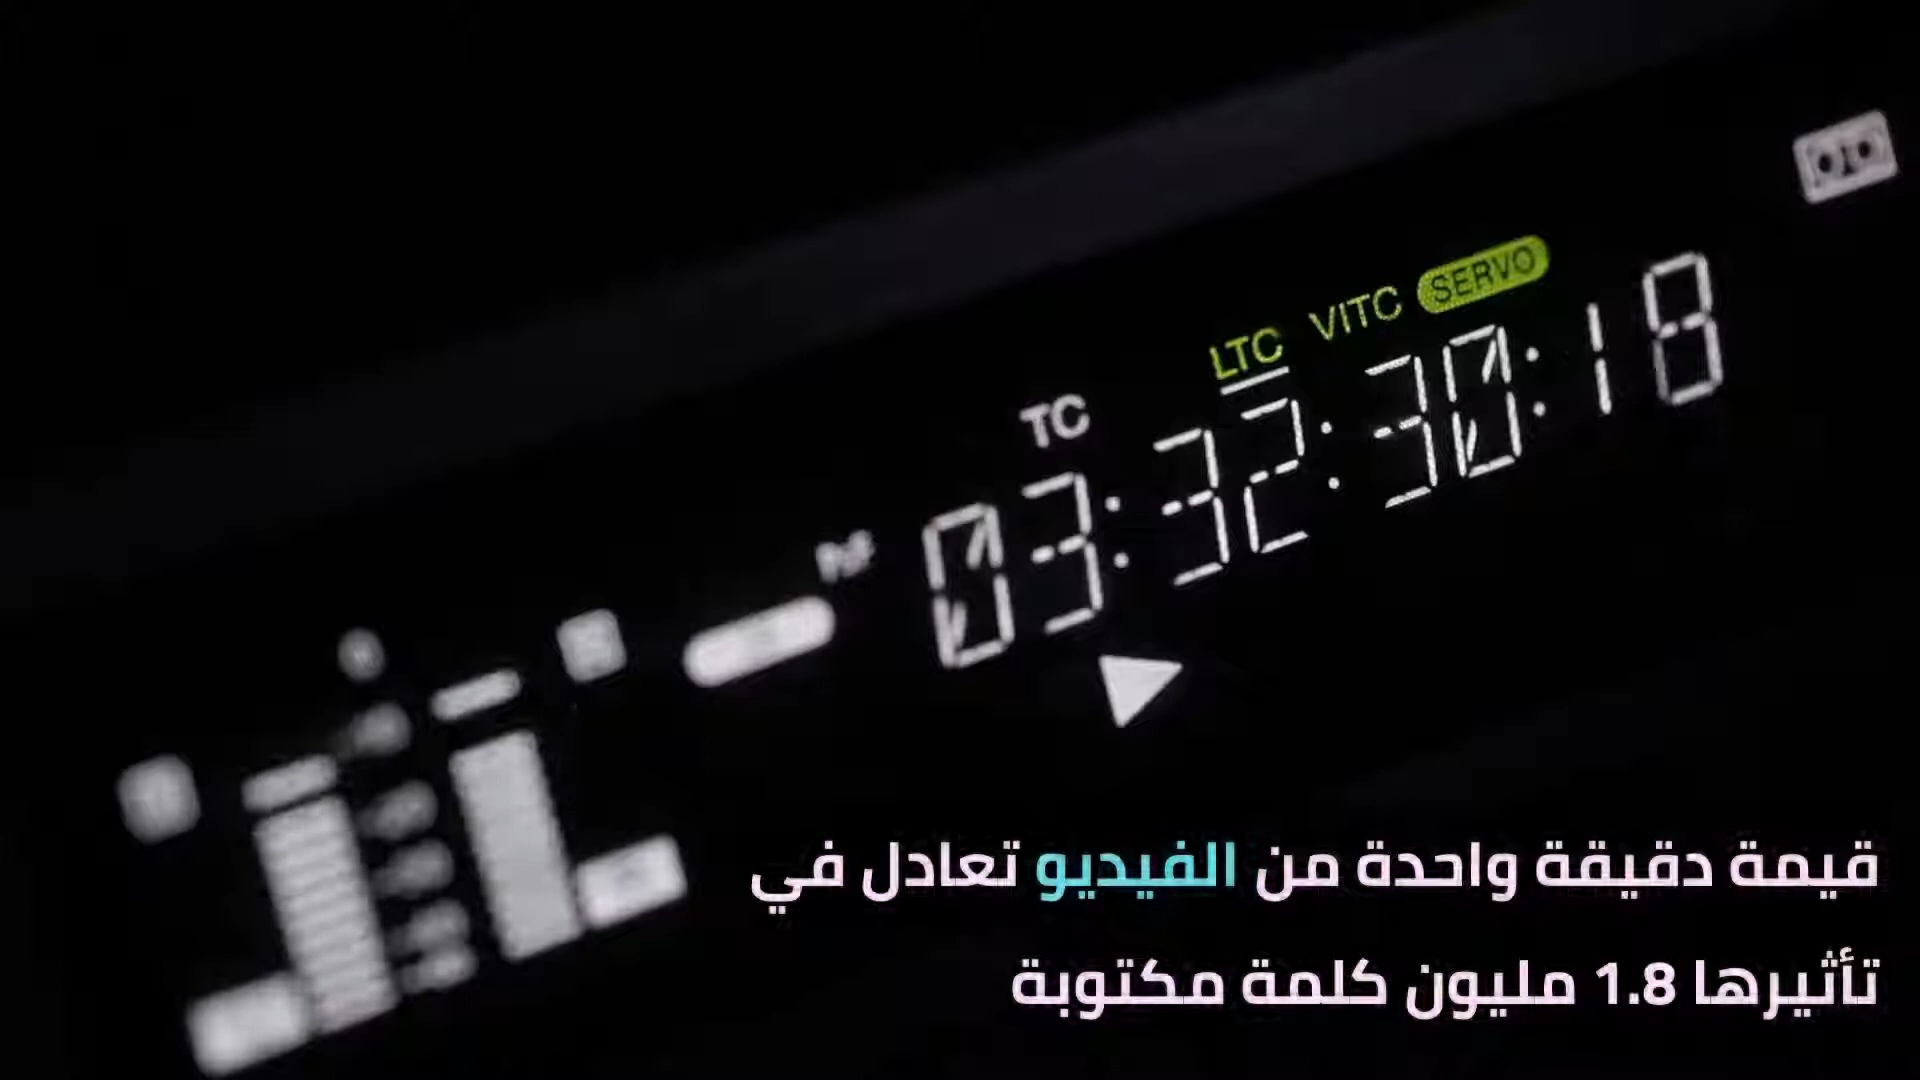 LTC VITC SERVO
TC
03:32:30:18
قيمة دقيقة واحدة من الفيديو تعادل في
تأثيرها 1.8 مليون كلمة مكتوبة